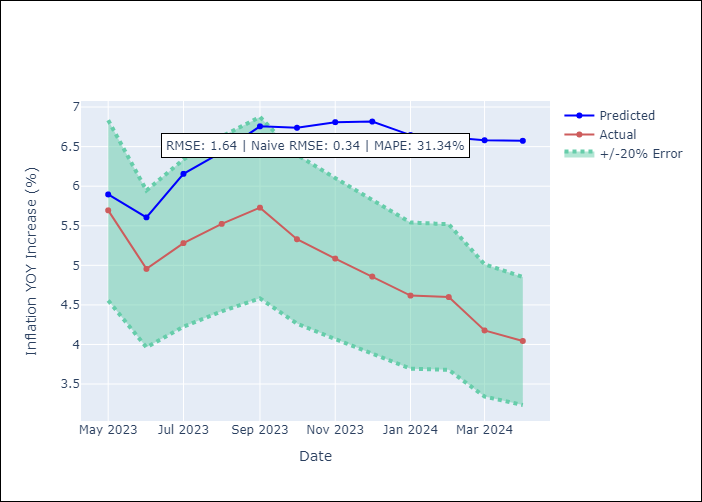 7
6.5
6
5.5
5
4.5
4
3.5
Inflation YOY Increase (%)
RMSE: 1.64 | Naive RMSE: 0.34 | MAPE: 31.34%
Predicted
Actual
+/-20% Error
May 2023 Jul 2023 Sep 2023 Nov 2023 Jan 2024 Mar 2024
Date